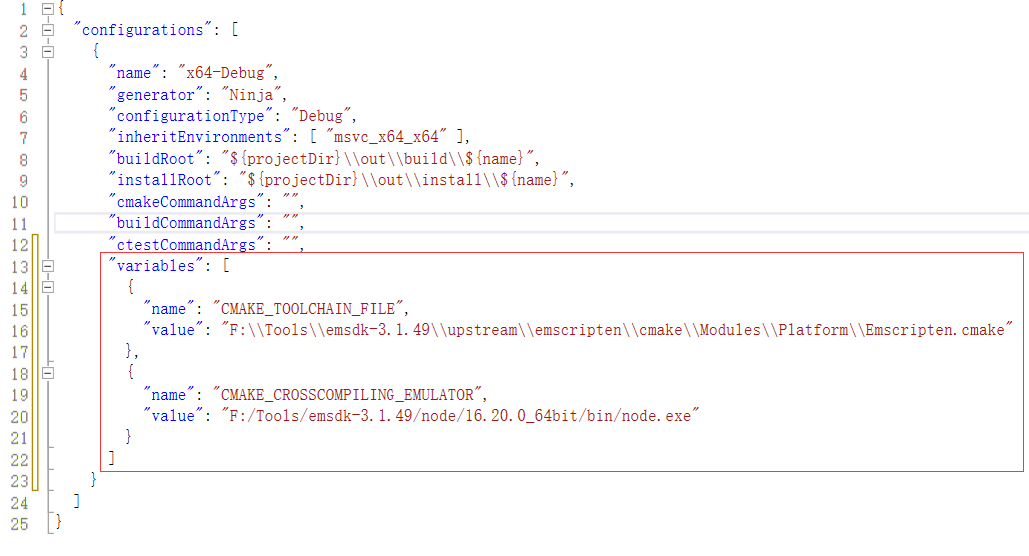 1 {
2 "configurations": [
3 {
4 "name": "x64-Debug",
5 "generator": "Ninja",
6 "configurationType": "Debug",
7 "inheritEnvironments": [ "msvc_x64_x64" ],
8 "buildRoot": "${projectDir}\\out\\build\\${name}",
9 "installRoot": "${projectDir}\\out\\install\\${name}",
10 "cmakeCommandArgs": "",
11 "buildCommandArgs": "",
12 "ctestCommandArgs": "",
13 "variables": [
14 {
15 "name": "CMAKE_TOOLCHAIN_FILE",
16 "value": "F:\\Tools\\emsdk-3.1.49\\upstream\\emscripten\\cmake\\Modules\\Platform\\Emscripten.cmake"
17 },
18 {
19 "name": "CMAKE_CROSSCOMPILING_EMULATOR",
20 "value": "F:/Tools/emsdk-3.1.49/node/16.20.0_64bit/bin/node.exe"
21 }
22 ]
23 }
24 ]
25 }